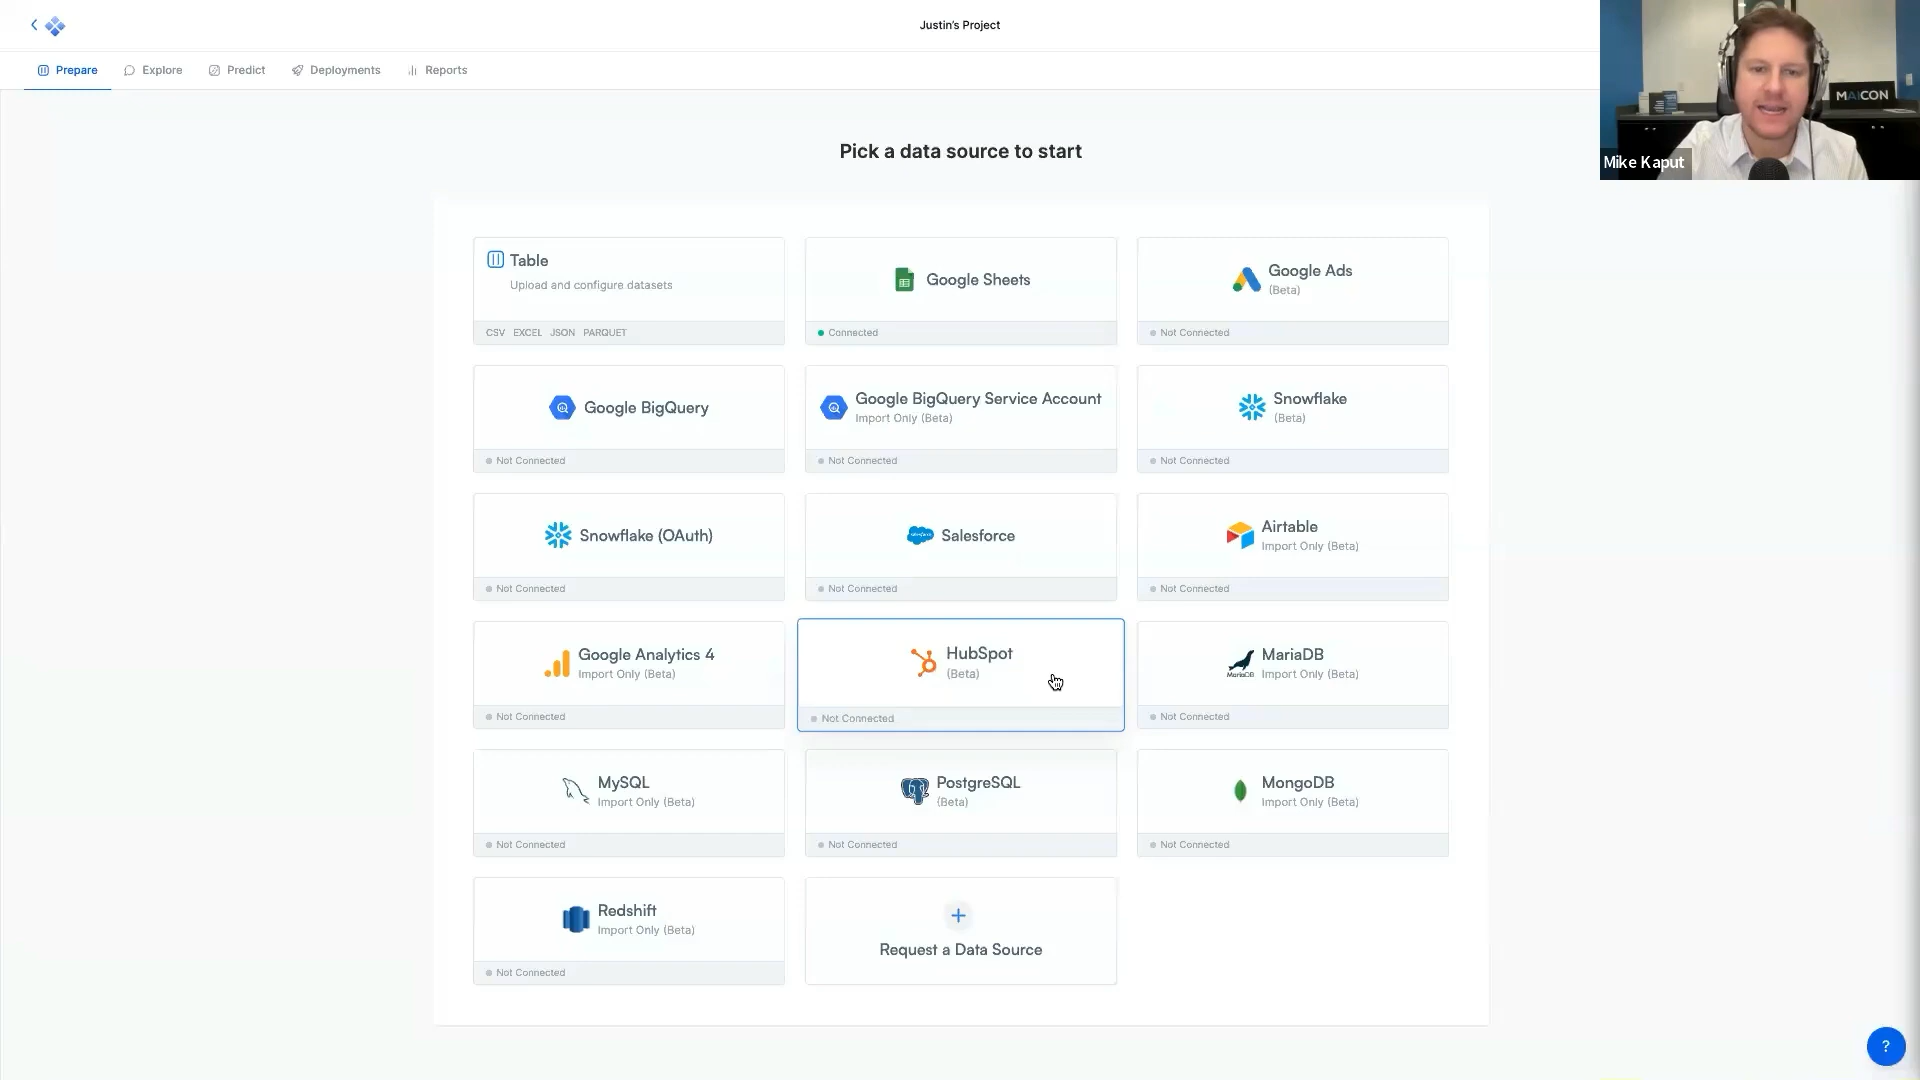 Justin's Project
Prepare
Explore
Predict
Deployments
Reports
MAICON
Mike Kaput
Pick a data source to start
Table
Upload and configure datasets
CSV EXCEL JSON PARQUET
Google Sheets
Connected
Google Ads
(Beta)
Not Connected
Google BigQuery
Not Connected
Google BigQuery Service Account
Import Only (Beta)
Not Connected
Snowflake
(Beta)
Not Connected
Snowflake (OAuth)
Not Connected
salesforce
Salesforce
Not Connected
Airtable
Import Only (Beta)
Not Connected
Google Analytics 4
Import Only (Beta)
Not Connected
HubSpot
(Beta)
Not Connected
MariaDB
MariaDB
Import Only (Beta)
Not Connected
MySQL
Import Only (Beta)
Not Connected
PostgreSQL
(Beta)
Not Connected
MongoDB
Import Only (Beta)
Not Connected
Redshift
Import Only (Beta)
Not Connected
+
Request a Data Source
?